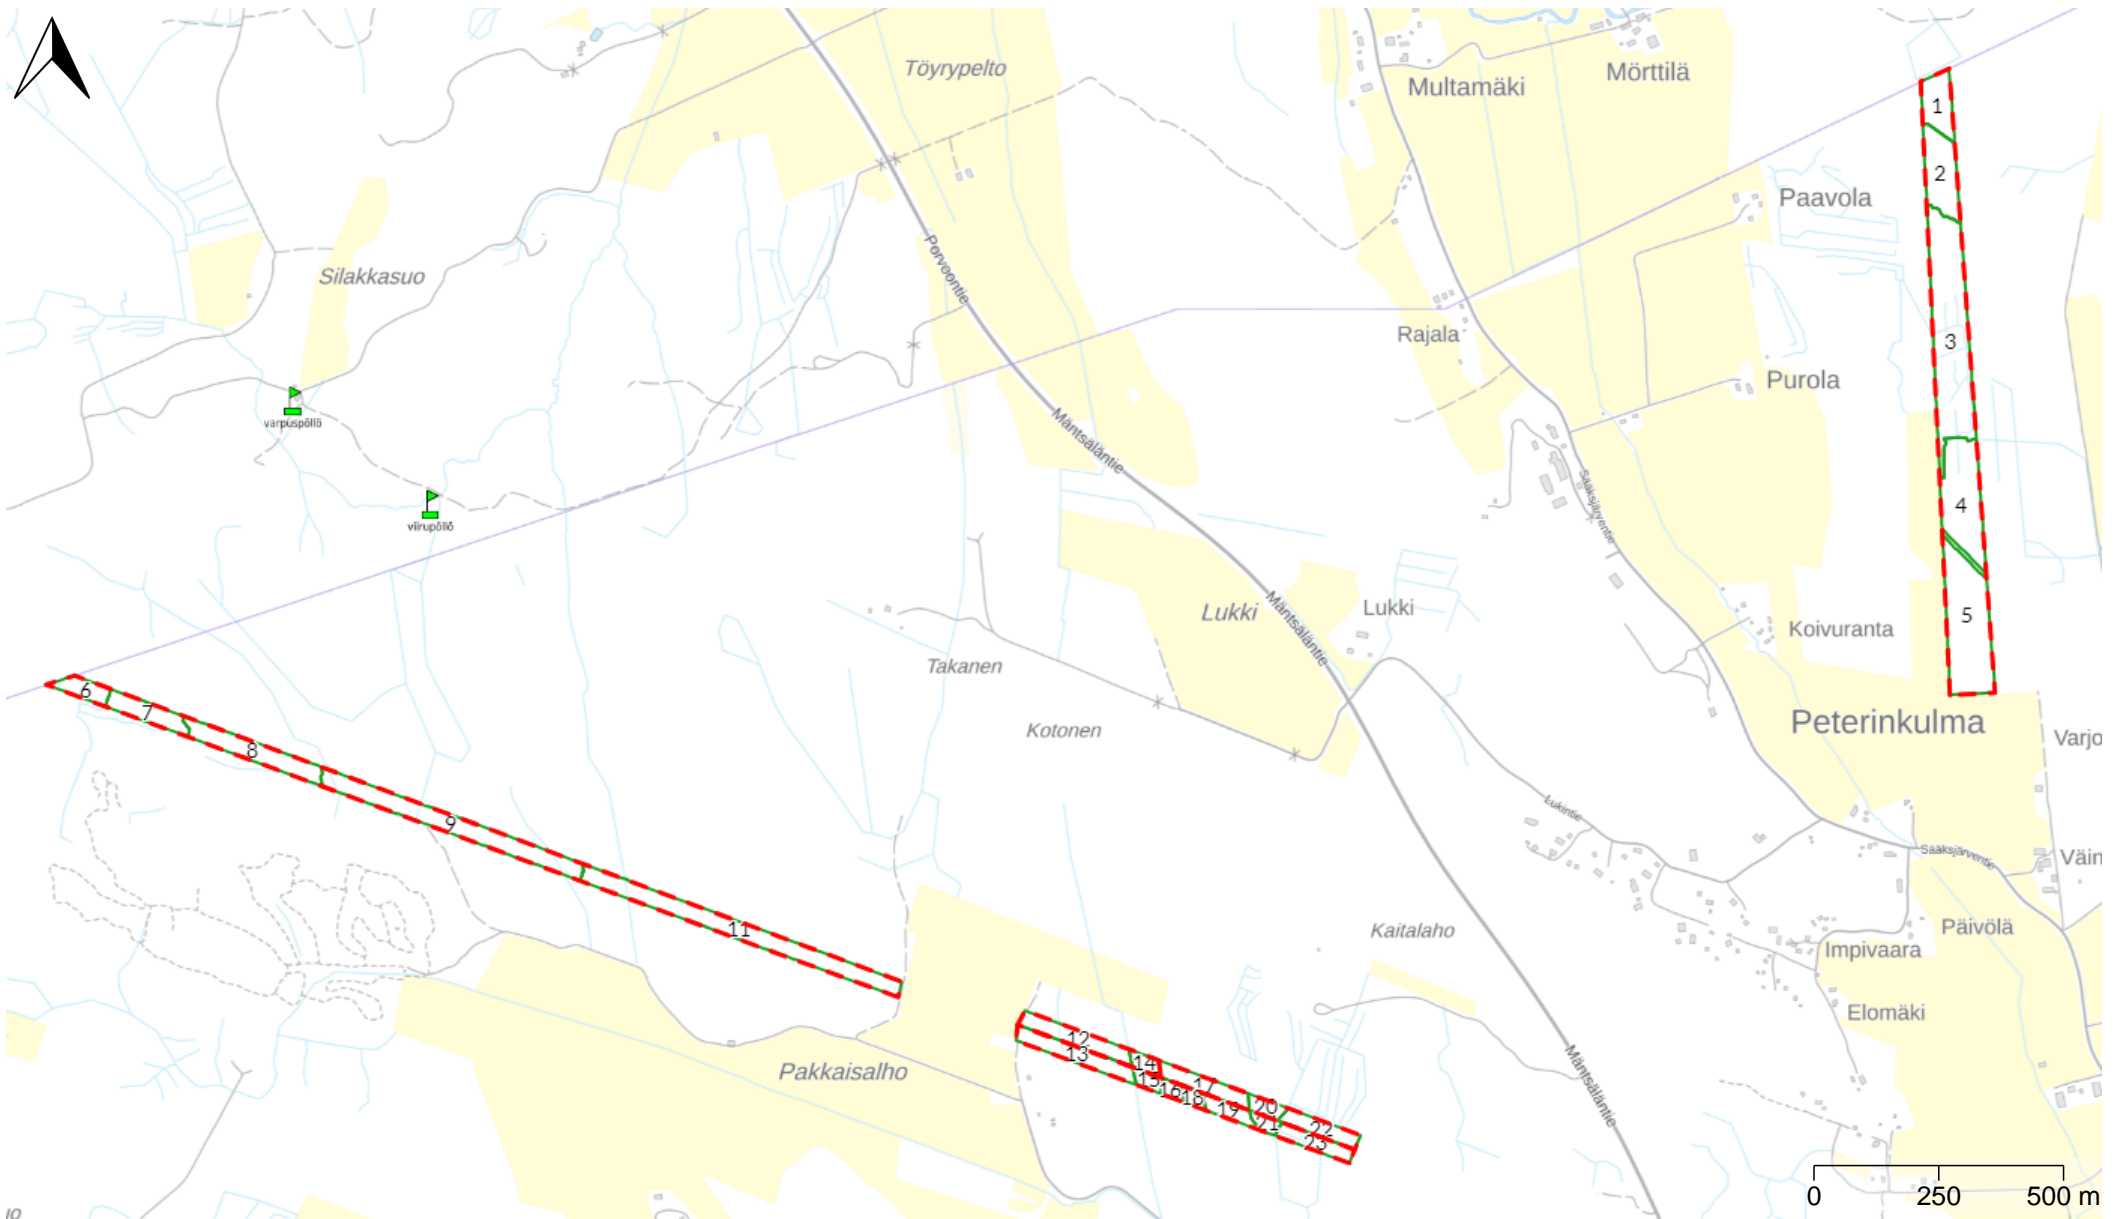 Töyrypelto
Multamäki
Mörttilä
1
2
Paavola
Porvoontie
Silakkasuo
Rajala
3
Purola
varpuspöllö
Mäntsäläntie
Sääksjärventie
viirupöllö
4
Mäntsäläntie
Lukki
Lukki
5
Koivuranta
Takanen
6
7
8
Kotonen
Peterinkulma
Varjo
9
Lukintie
Sääksjärventie
Väin
11
Kaitalaho
Päivölä
Impivaara
Elomäki
12
13
14
15
16
17
18
19
20
21
22
23
Pakkaisalho
Mäntsäläntie
0 250 500 m